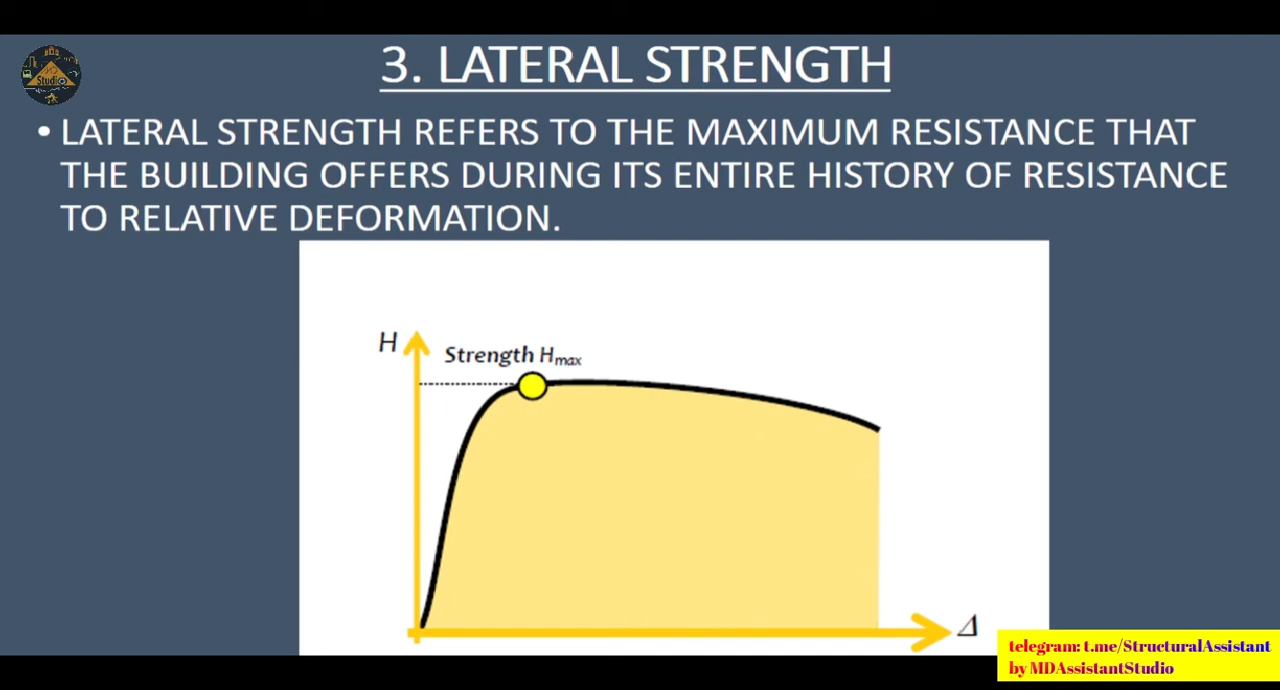 Studio
3. LATERAL STRENGTH
• LATERAL STRENGTH REFERS TO THE MAXIMUM RESISTANCE THAT
THE BUILDING OFFERS DURING ITS ENTIRE HISTORY OF RESISTANCE
TO RELATIVE DEFORMATION.
H
Strength Hmax
Δ
telegram: t.me/StructuralAssistant
by MDAssistantStudio